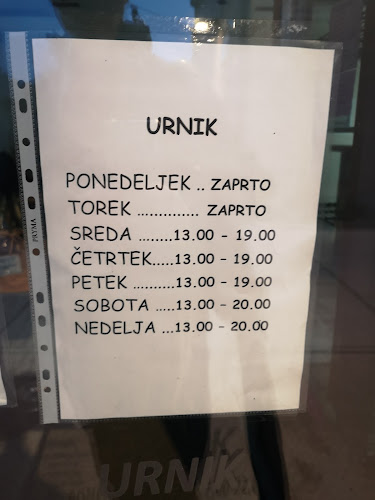 URNIK
PONEDELJEK .. ZAPRTO
TOREK .............. ZAPRTO
SREDA ........13.00 - 19.00
ČETRTEK.....13.00 - 19.00
PETEK ..........13.00 - 19.00
SOBOTA .....13.00 - 20.00
NEDELJA ...13.00 - 20.00
PRYMA
URNIK